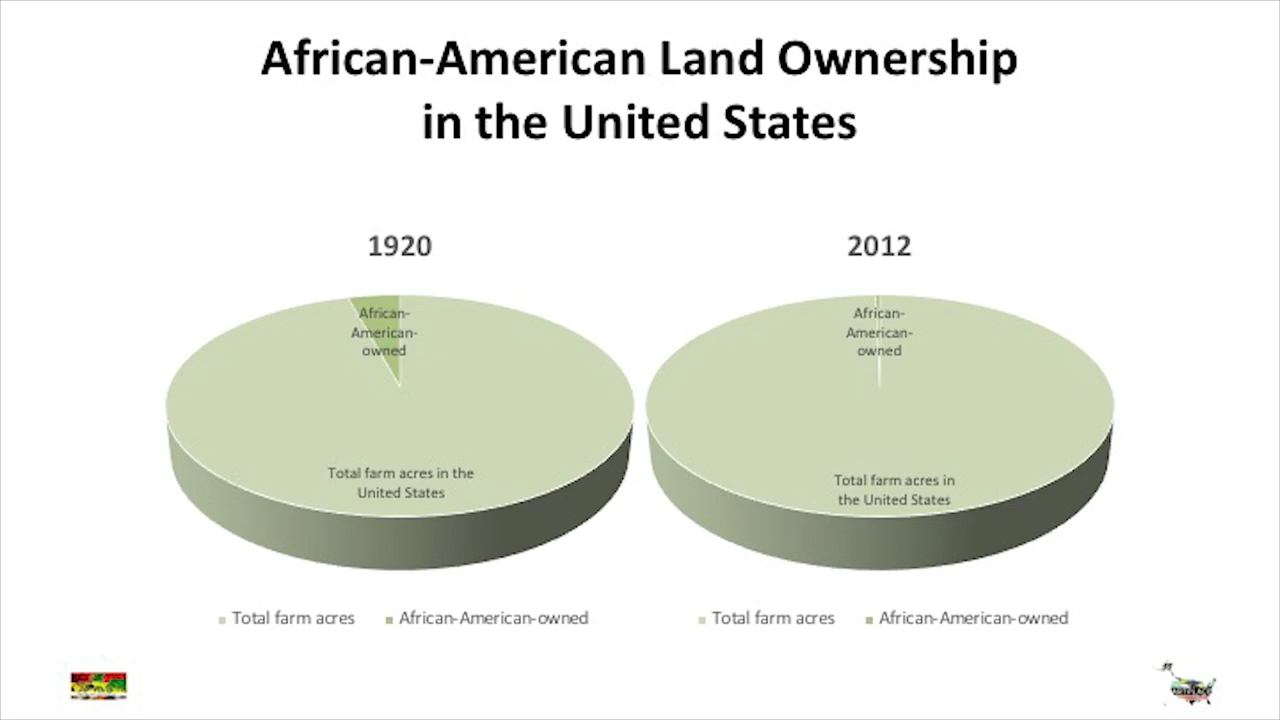 African-American Land Ownership
in the United States
1920
African-
American-
owned
Total farm acres in the
United States
Total farm acres
African-American-owned
2012
African-
American-
owned
Total farm acres in
the United States
Total farm acres
African-American-owned